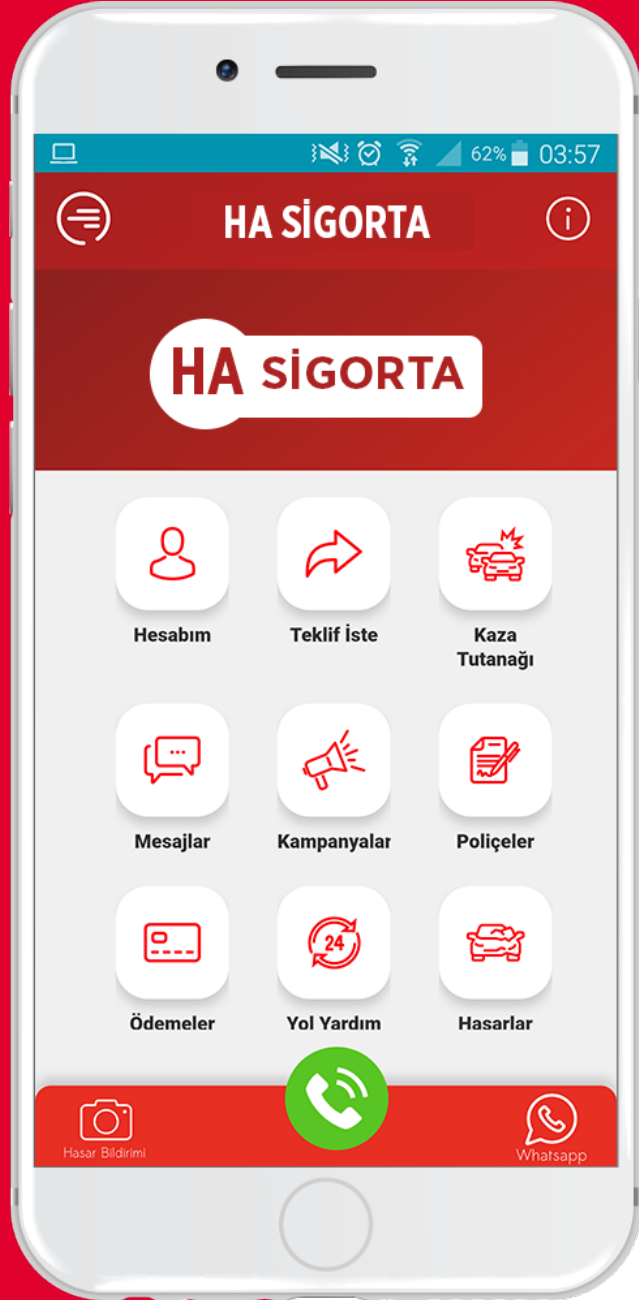 62% 03:57
HA SİGORTA
HA SİGORTA
Hesabım
Teklif İste
Kaza
Tutanağı
Mesajlar
Kampanyalar
Poliçeler
24
Ödemeler
Yol Yardım
Hasarlar
Hasar Bildirimi
Whatsapp